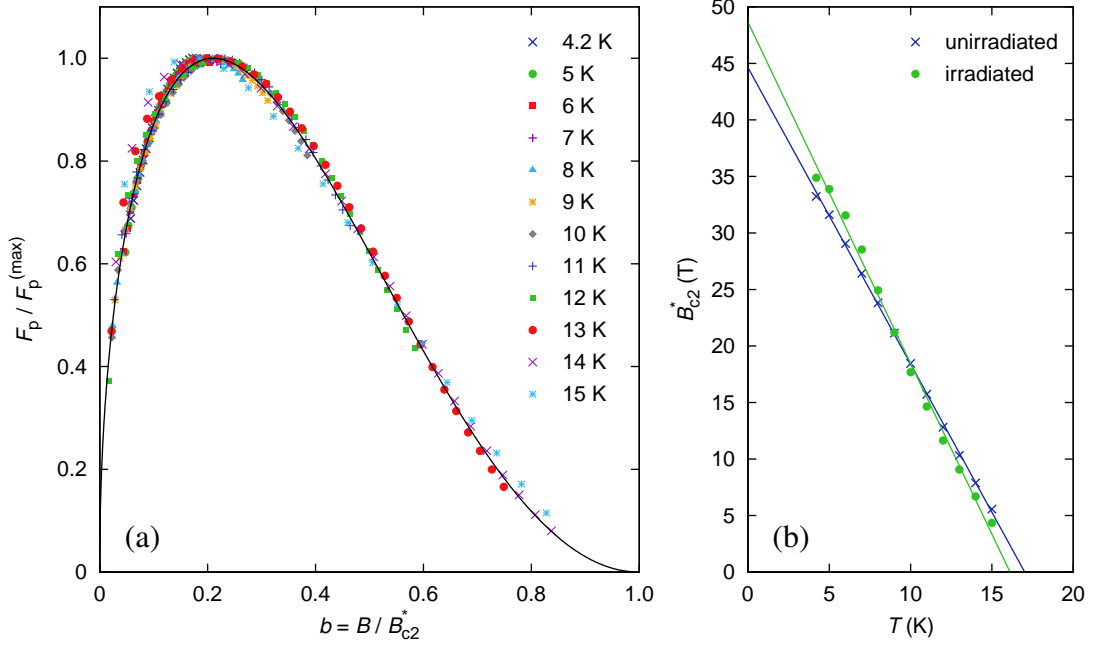 F_p / F_p^(max)
1.0
0.8
0.6
0.4
0.2
0
0 0.2 0.4 0.6 0.8 1.0
b = B / B*_c2
(a)
4.2 K
5 K
6 K
7 K
8 K
9 K
10 K
11 K
12 K
13 K
14 K
15 K
B*_c2 (T)
50
45
40
35
30
25
20
15
10
5
0
0 5 10 15 20
T (K)
(b)
unirradiated
irradiated